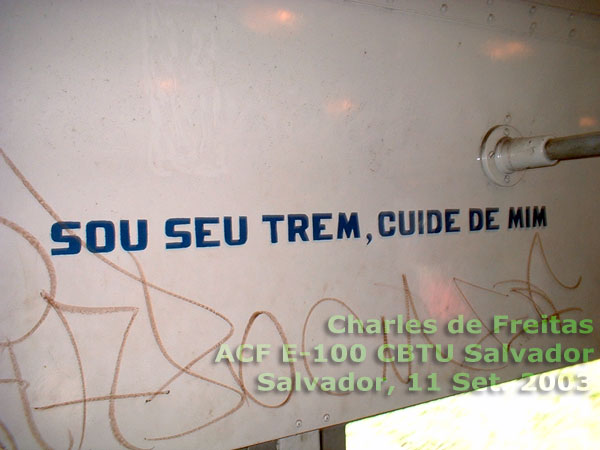 SOU SEU TREM, CUIDE DE MIM
Charles de Freitas
ACF E-100 CBTU Salvador
Salvador, 11 Set. 2003